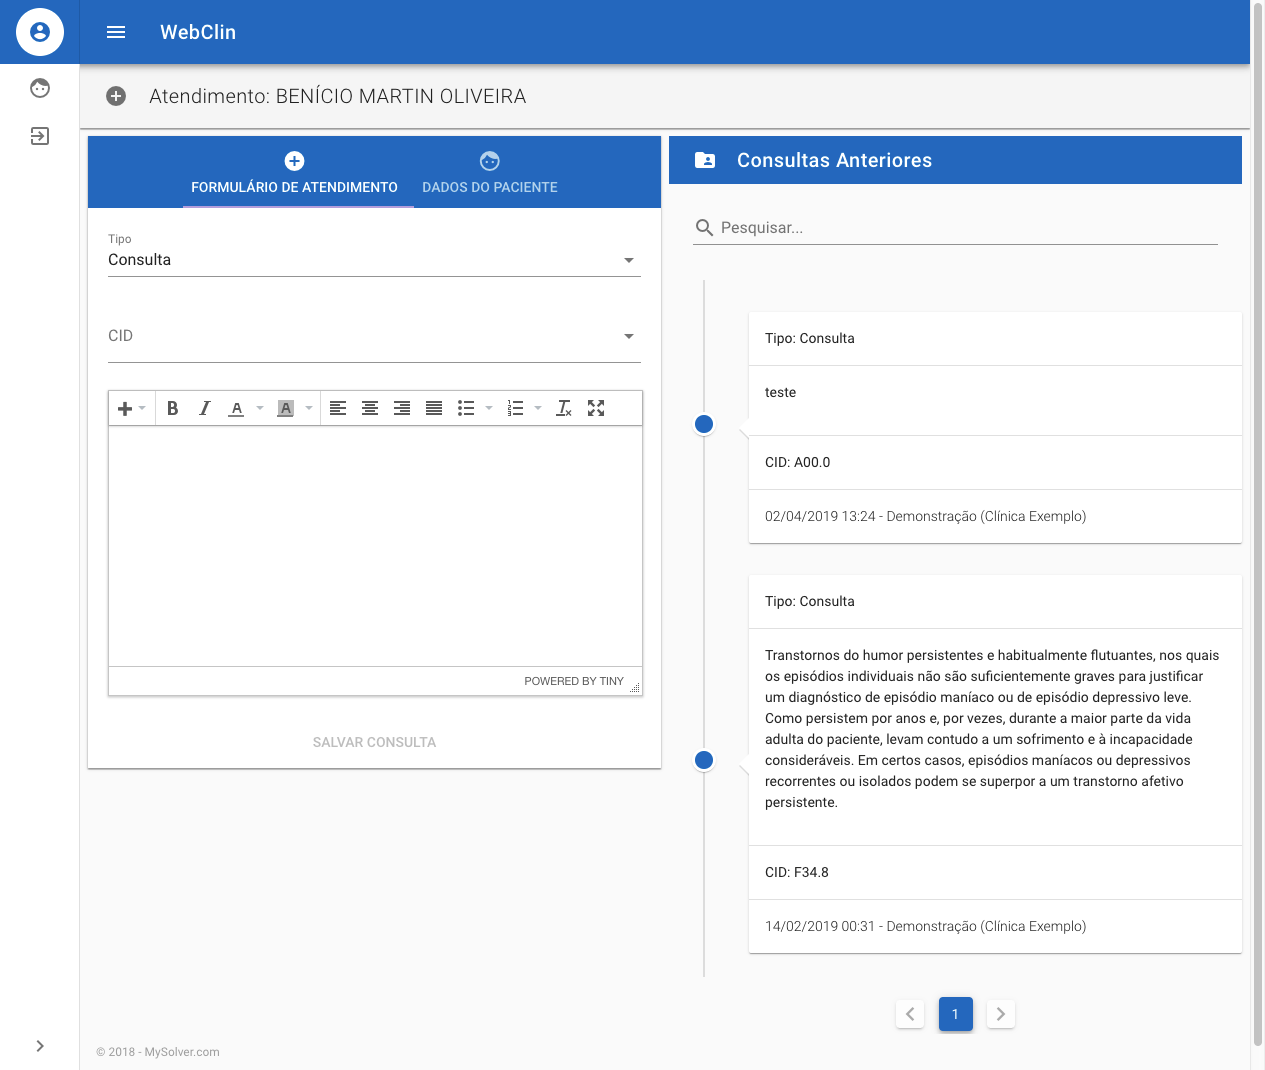 WebClin
Atendimento: BENÍCIO MARTIN OLIVEIRA
FORMULÁRIO DE ATENDIMENTO
DADOS DO PACIENTE
Tipo
Consulta
CID
B I A A
POWERED BY TINY
SALVAR CONSULTA
Consultas Anteriores
Pesquisar...
Tipo: Consulta
teste
CID: A00.0
02/04/2019 13:24 - Demonstração (Clínica Exemplo)
Tipo: Consulta
Transtornos do humor persistentes e habitualmente flutuantes, nos quais
os episódios individuais não são suficientemente graves para justificar
um diagnóstico de episódio maníaco ou de episódio depressivo leve.
Como persistem por anos e, por vezes, durante a maior parte da vida
adulta do paciente, levam contudo a um sofrimento e à incapacidade
consideráveis. Em certos casos, episódios maníacos ou depressivos
recorrentes ou isolados podem se superpor a um transtorno afetivo
persistente.
CID: F34.8
14/02/2019 00:31 - Demonstração (Clínica Exemplo)
1
© 2018 - MySolver.com